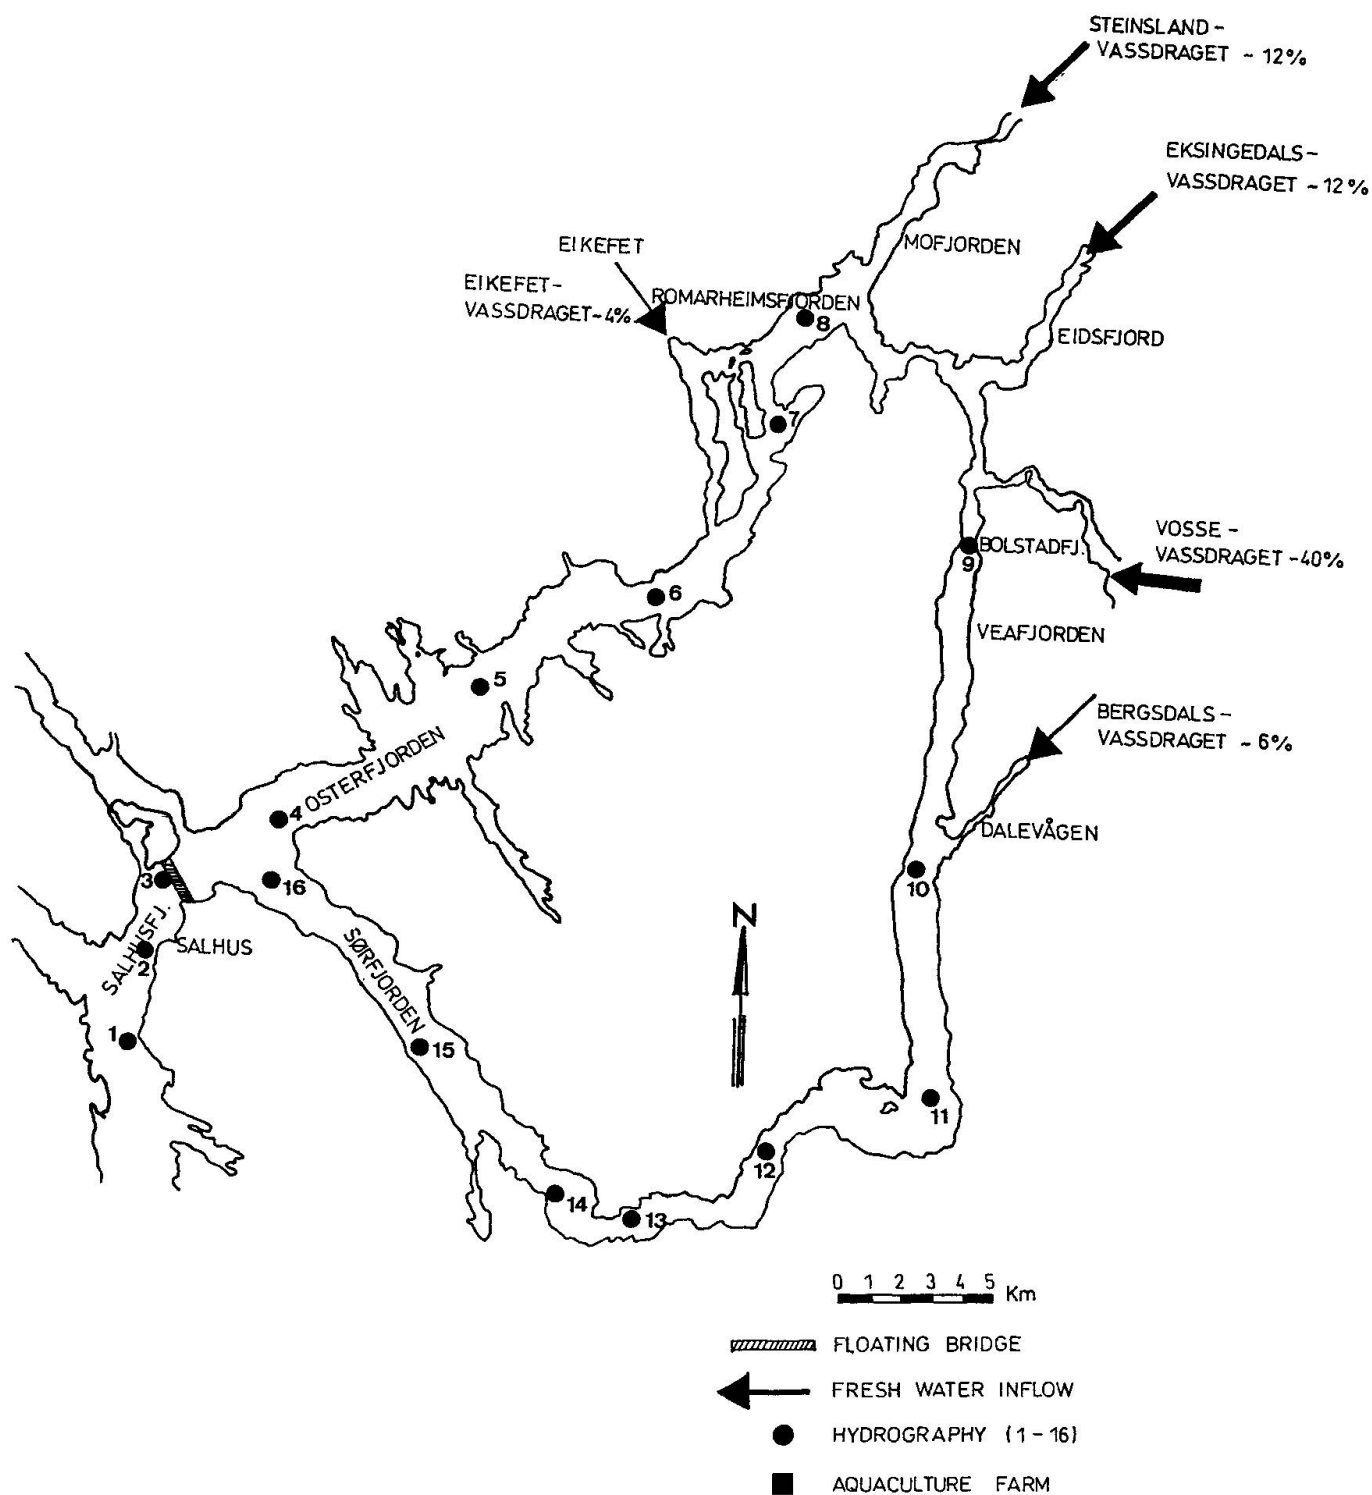 STEINSLAND-
VASSDRAGET ~ 12%
EKSINGEDALS-
VASSDRAGET ~ 12%
EIKEFET
MOFJORDEN
EIKEFET-
VASSDRAGET ~ 4%
ROMARHEIMSFJORDEN
8
EIDSFJORD
7
VOSSE-
VASSDRAGET ~40%
BOLSTADFJ.
9
6
VEAFJORDEN
5
BERGSDALS-
VASSDRAGET ~ 6%
OSTERFJORDEN
4
DALEVÅGEN
3
16
10
N
SALHUSFJ.
SALHUS
2
SØRFJORDEN
1
15
11
12
14
13
0 1 2 3 4 5
Km
FLOATING BRIDGE
FRESH WATER INFLOW
HYDROGRAPHY (1-16)
AQUACULTURE FARM